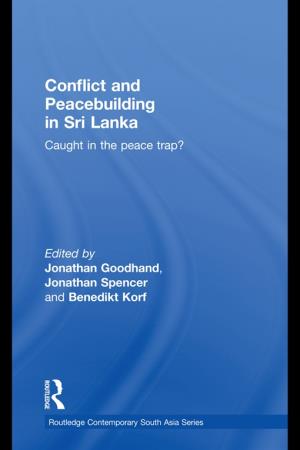 Conflict and
Peacebuilding
in Sri Lanka
Caught in the peace trap?
Edited by
Jonathan Goodhand,
Jonathan Spencer
and Benedikt Korf
ROUTLEDGE
Routledge Contemporary South Asia Series